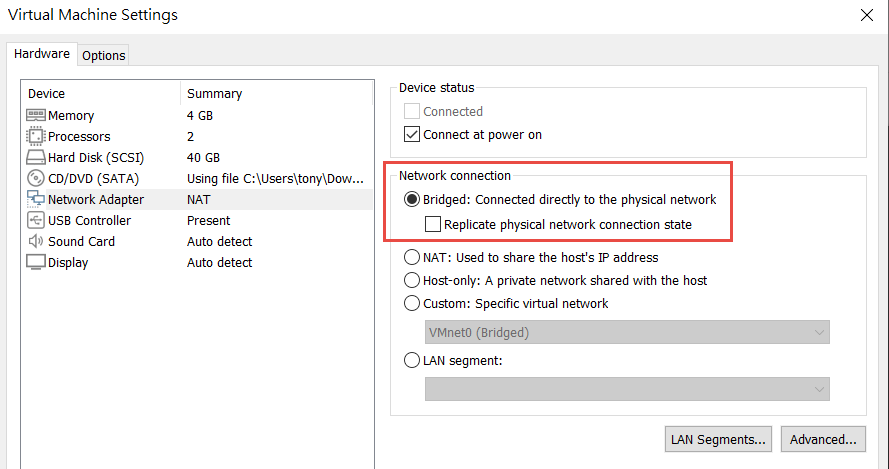 Virtual Machine Settings
Hardware Options
Device Summary
Memory 4 GB
Processors 2
Hard Disk (SCSI) 40 GB
CD/DVD (SATA) Using file C:\Users\tony\Dow...
Network Adapter NAT
USB Controller Present
Sound Card Auto detect
Display Auto detect
Device status
Connected
Connect at power on
Network connection
Bridged: Connected directly to the physical network
Replicate physical network connection state
NAT: Used to share the host's IP address
Host-only: A private network shared with the host
Custom: Specific virtual network
VMnet0 (Bridged)
LAN segment:
LAN Segments... Advanced...